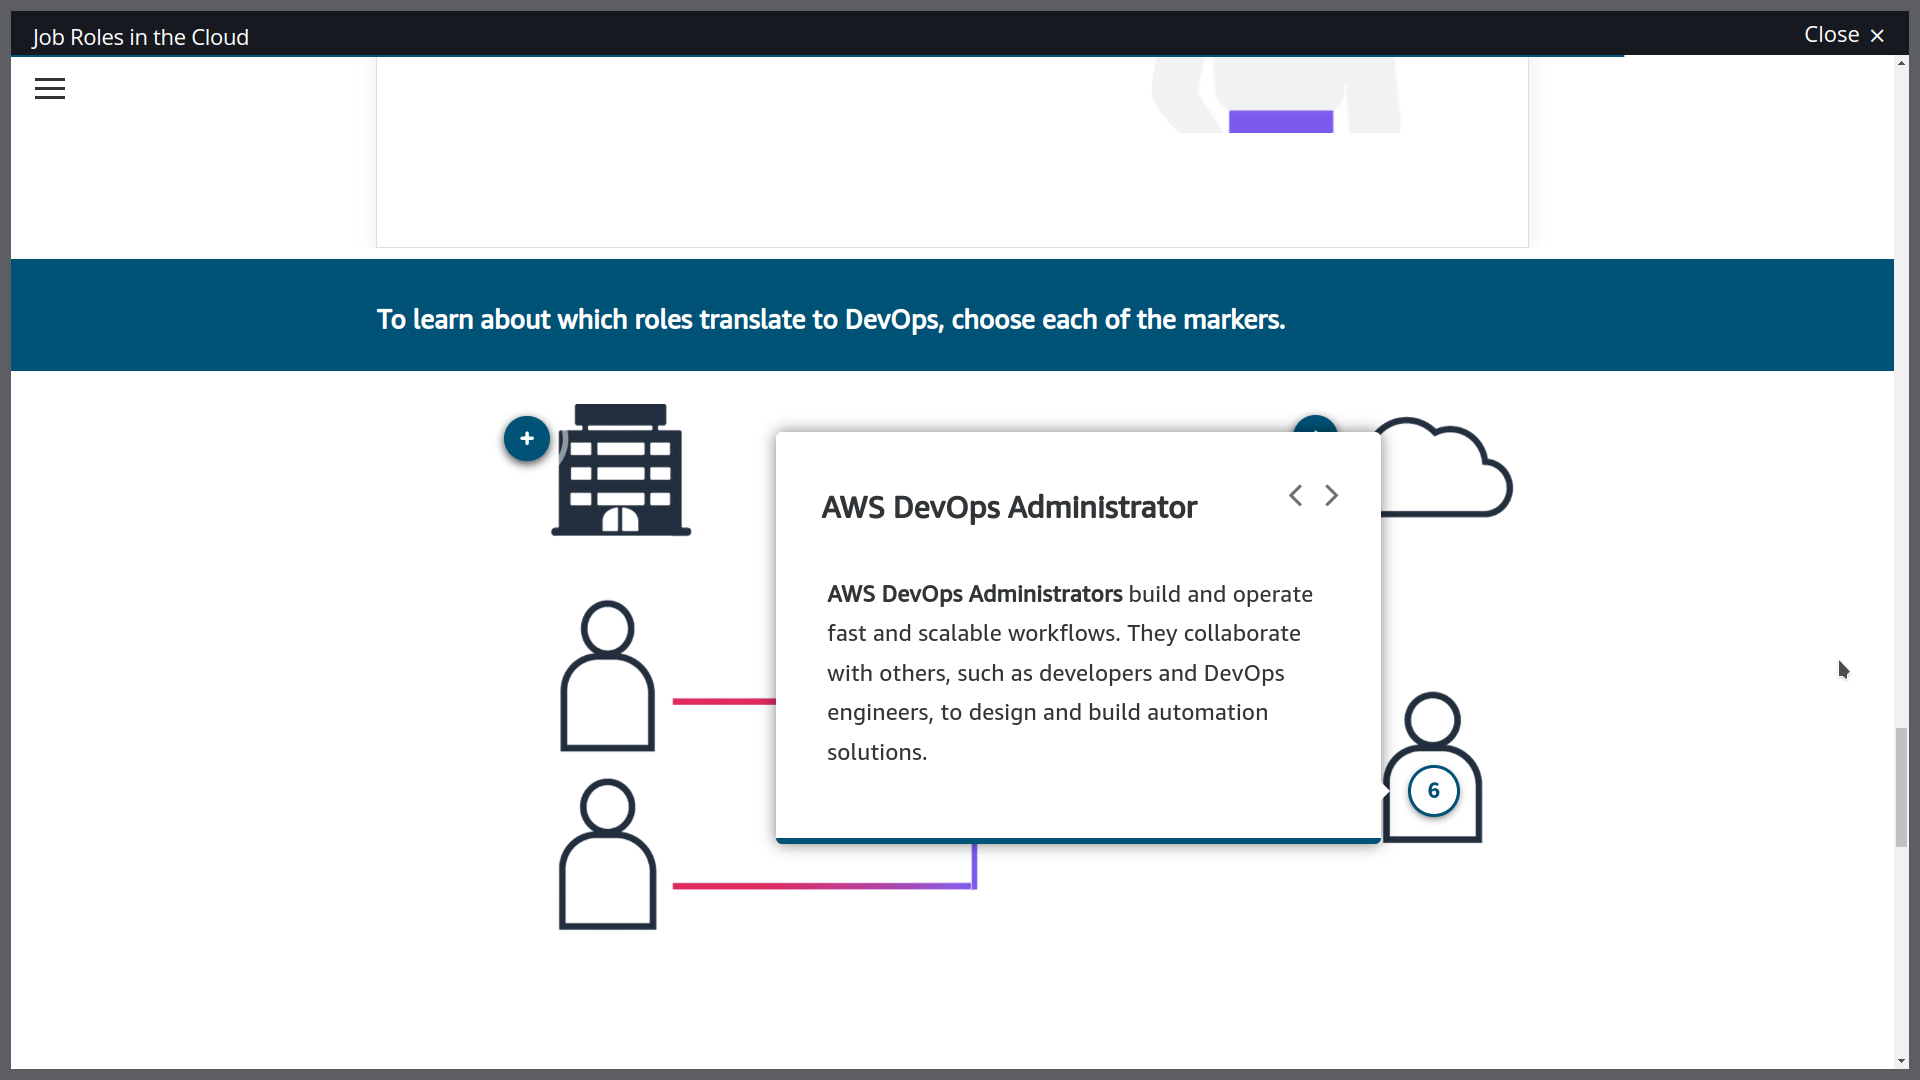 Job Roles in the Cloud
Close ×
To learn about which roles translate to DevOps, choose each of the markers.
+
AWS DevOps Administrator
AWS DevOps Administrators build and operate
fast and scalable workflows. They collaborate
with others, such as developers and DevOps
engineers, to design and build automation
solutions.
6